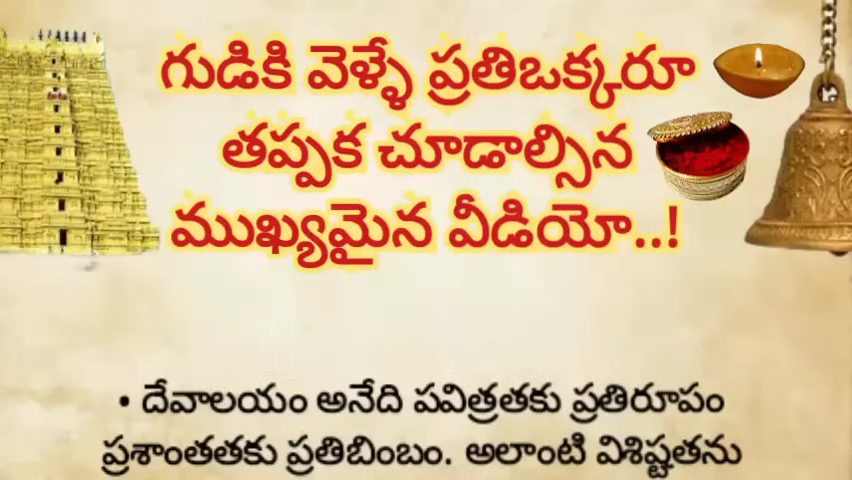 గుడికి వెళ్ళే ప్రతిఒక్కరూ
తప్పక చూడాల్సిన
ముఖ్యమైన వీడియో..!
• దేవాలయం అనేది పవిత్రతకు ప్రతిరూపం
ప్రశాంతతకు ప్రతిబింబం. అలాంటి విశిష్టతను